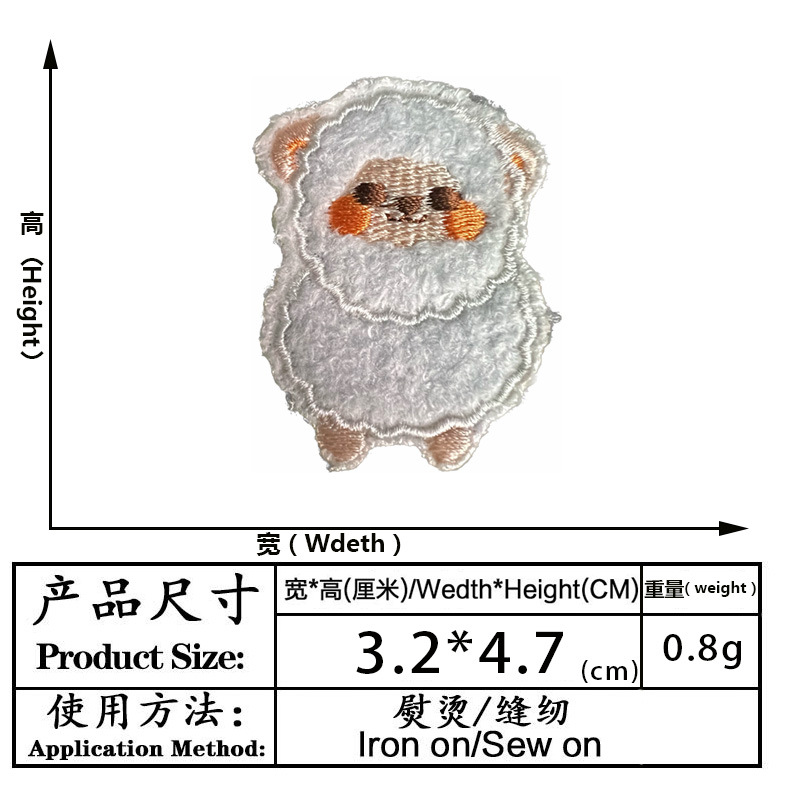 高（Height）
宽（Wdeth）
产品尺寸
Product Size:
宽*高(厘米)/Wedth*Height(CM)
重量( weight )
3.2*4.7 (cm)
0.8g
使用方法：
Application Method:
熨烫/缝纫
Iron on/Sew on